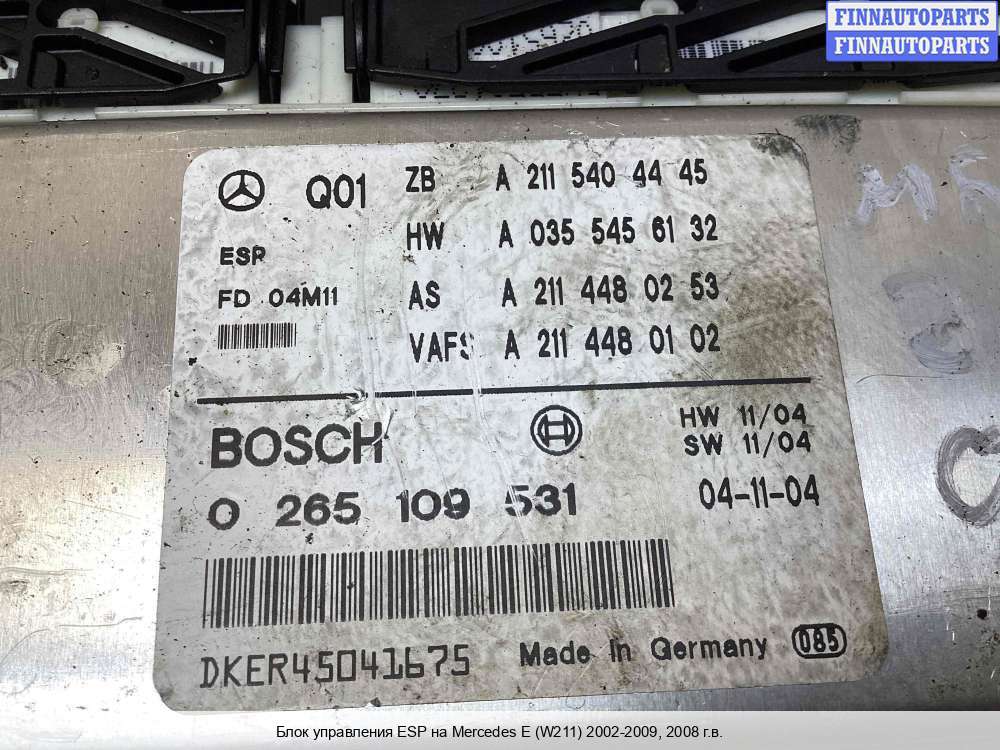 FINNAUTOPARTS
FINNAUTOPARTS
Q01
ZB A 211 540 44 45
HW A 035 545 61 32
ESP
AS A 211 448 02 53
FD 04M11
VAFS A 211 448 01 02
BOSCH
HW 11/04
SW 11/04
0 265 109 531
04-11-04
DKER45041675
Made In Germany 085
Блок управления ESP на Mercedes E (W211) 2002-2009, 2008 г.в.